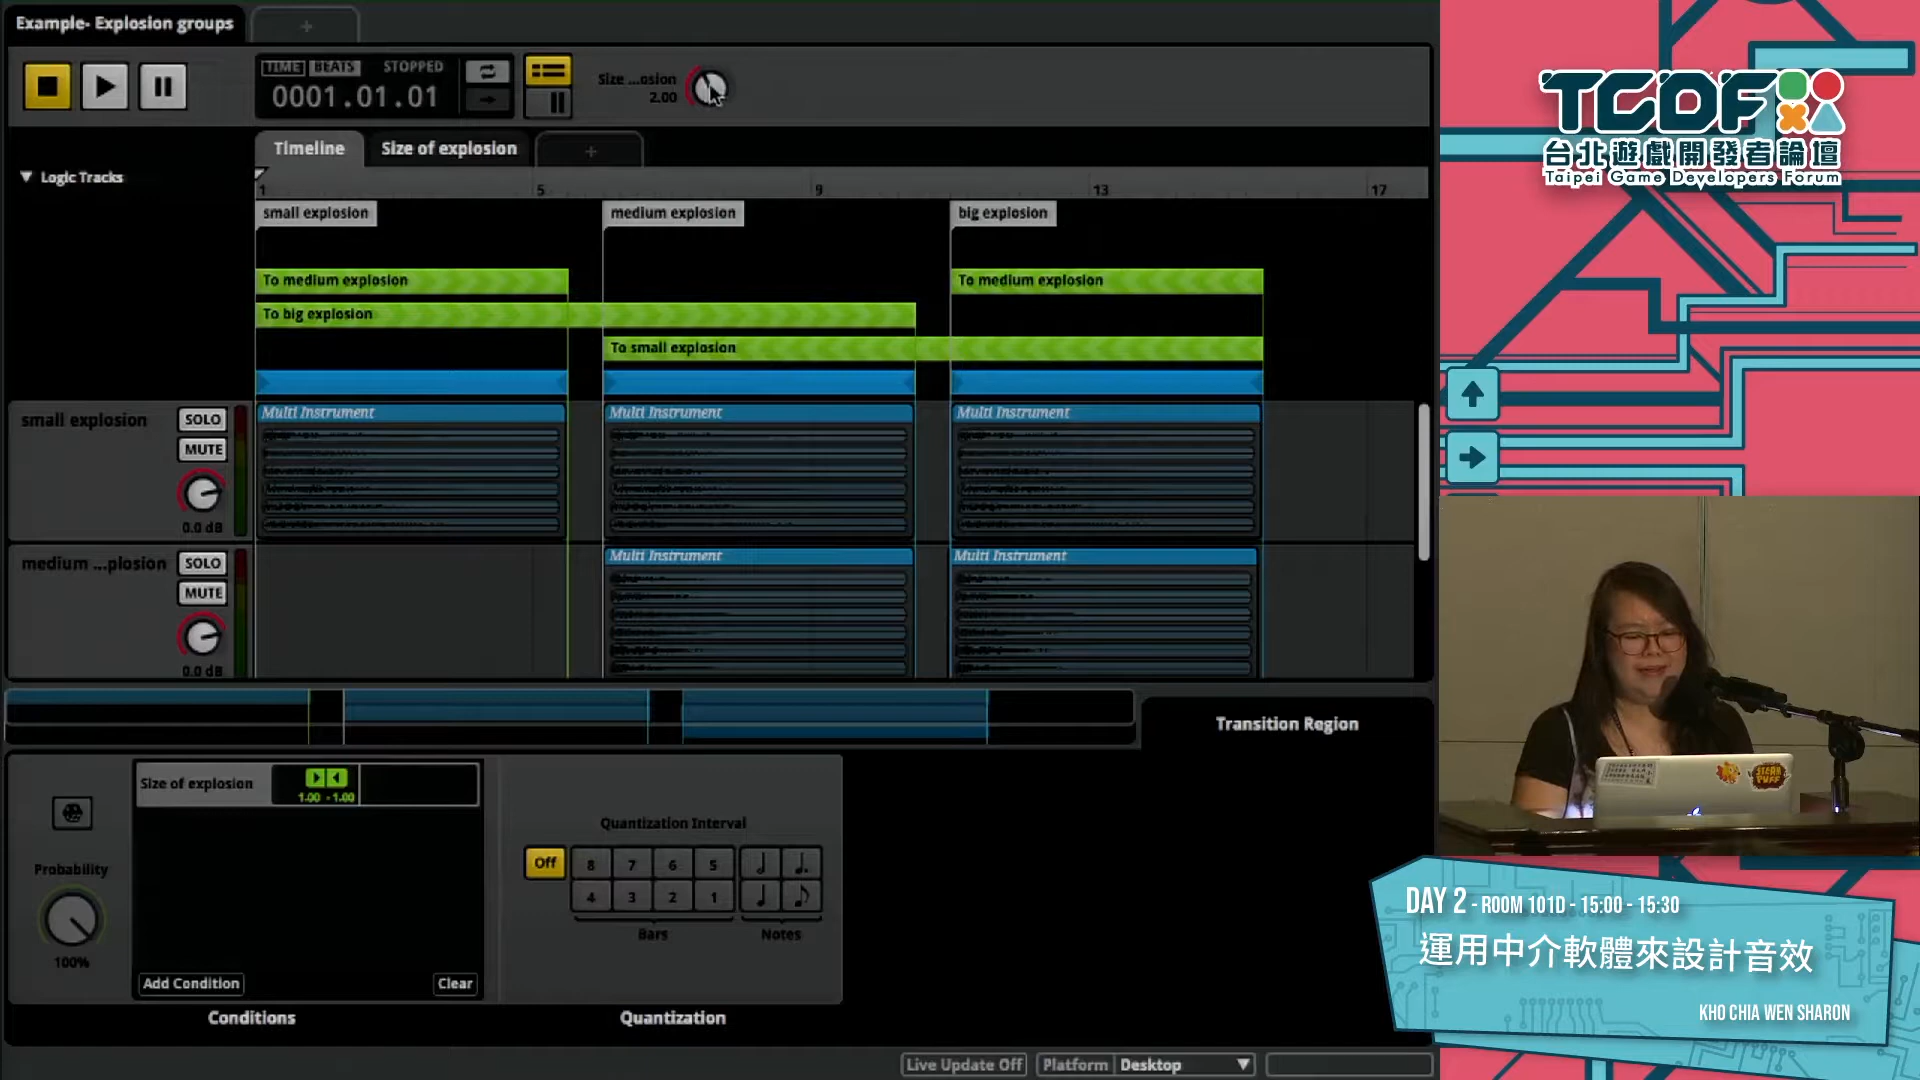 Example- Explosion groups
+
TIME BEATS STOPPED
0001.01.01
Size ...osion
2.00
Timeline
Size of explosion
+
Logic Tracks
1
5
9
13
17
small explosion
medium explosion
big explosion
To medium explosion
To medium explosion
To big explosion
To small explosion
small explosion
SOLO
MUTE
0.0 dB
Multi Instrument
Multi Instrument
Multi Instrument
medium ...plosion
SOLO
MUTE
0.0 dB
Multi Instrument
Multi Instrument
Transition Region
Probability
100%
Size of explosion
1.00 - 1.00
Add Condition
Clear
Conditions
Quantization Interval
Off
8 7 6 5
4 3 2 1
Bars
Notes
Quantization
Live Update Off
Platform
Desktop
TGDF
台北遊戲開發者論壇
Taipei Game Developers Forum
DAY 2 - ROOM 101D - 15:00 - 15:30
運用中介軟體來設計音效
KHO CHIA WEN SHARON